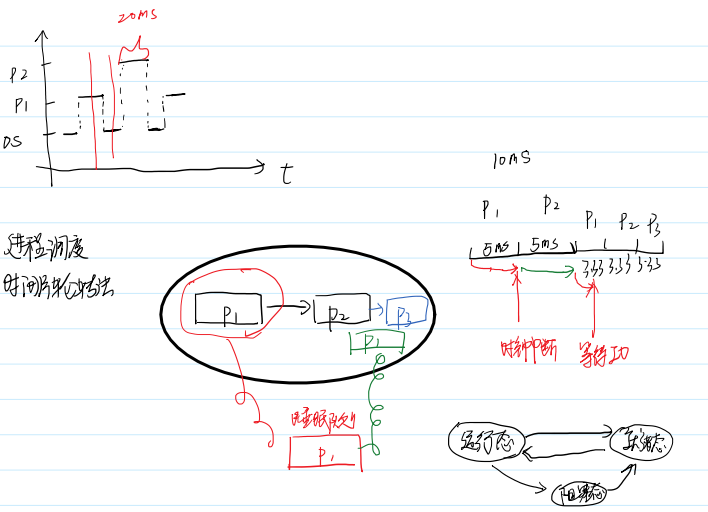 20ms
P2
P1
OS
t
10ms
P1 P2 P1 P2 P3
5ms 5ms 3.33 3.33 3.33
时钟中断 等待IO
进程调度
时间片轮转法
P1 P2 P3
P1
睡眠队列
P1
运行态 就绪态
阻塞态